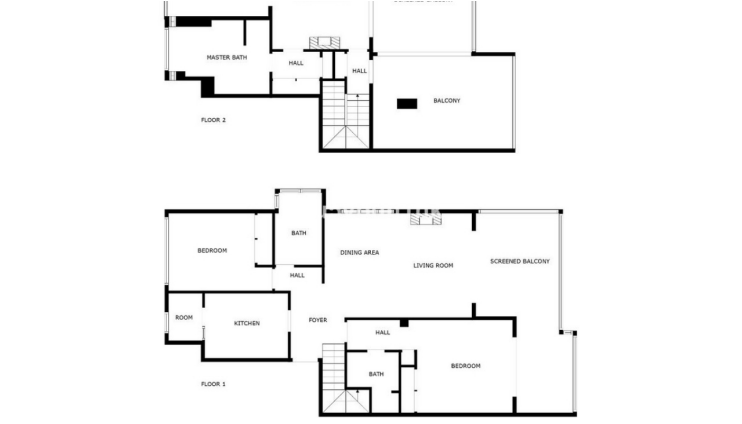 MASTER BATH
HALL
HALL
BALCONY
FLOOR 2
BATH
BEDROOM
DINING AREA
LIVING ROOM
SCREENED BALCONY
HALL
ROOM
KITCHEN
FOYER
HALL
BATH
BEDROOM
FLOOR 1